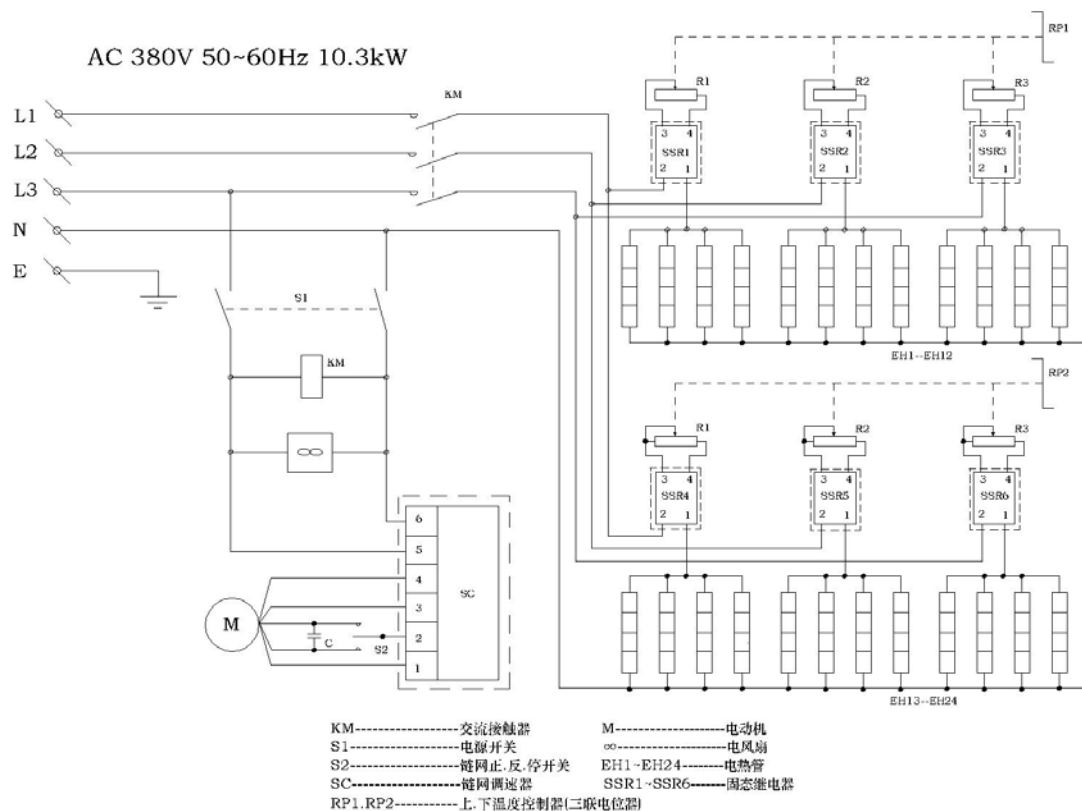 AC 380V 50~60Hz 10.3kW
RP1
R1 R2 R3
KM
L1
3 4 3 4 3 4
SSR1 SSR2 SSR3
2 1 2 1 2 1
L2
L3
N
E
S1
EH1--EH12
KM
RP2
R1 R2 R3
3 4 3 4 3 4
SSR4 SSR5 SSR6
2 1 2 1 2 1
6
5
4
3
2
1
SC
M
C
S2
EH13--EH24
KM----------------交流接触器
M---------------电动机
S1----------------电源开关
∞---------------电风扇
S2----------------链网正.反.停开关
EH1~EH24--------电热管
SC----------------链网调速器
SSR1~SSR6-------固态继电器
RP1.RP2----------上.下温度控制器(三联电位器)